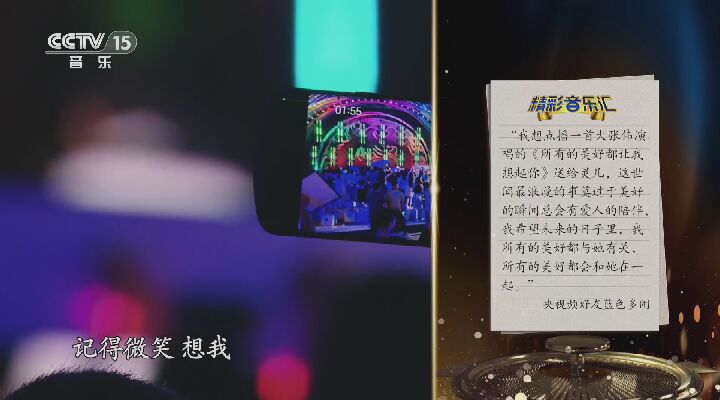 CCTV 15
音乐
01:55
精彩音乐汇
“我想点播一首大张伟演
唱的《所有的美好都让我
想起你》送给灵儿，这世
间最浪漫的事莫过于美好
的瞬间总会有爱人的陪伴，
我希望未来的日子里，我
所有的美好都与她有关，
所有的美好都会和她在一
起。”
央视频好友蓝色多闭
记得微笑 想我